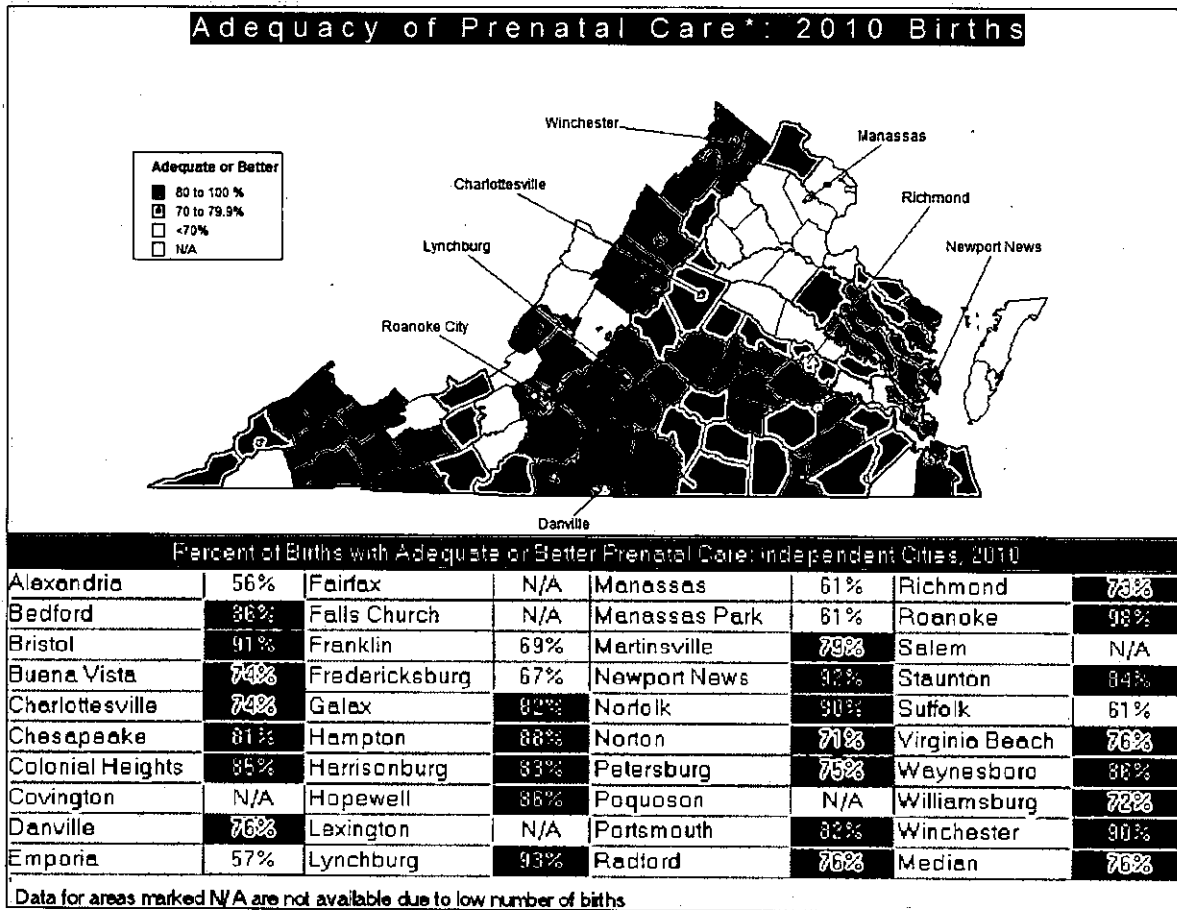 Adequacy of Prenatal Care*: 2010 Births
Winchester
Manassas
Adequate or Better
80 to 100 %
70 to 79.9%
<70%
N/A
Charlottesville
Richmond
Lynchburg
Newport News
Roanoke City
Danville
Percent of Births with Adequate or Better Prenatal Care: Independent Cities, 2010
Alexandria 56% Fairfax N/A Manassas 61% Richmond 73%
Bedford 86% Falls Church N/A Manassas Park 61% Roanoke 98%
Bristol 91% Franklin 69% Martinsville 79% Salem N/A
Buena Vista 74% Fredericksburg 67% Newport News 92% Staunton 84%
Charlottesville 74% Galax 82% Norfolk Suffolk 61%
Chesapeake 81% Hampton 88% Norton 71% Virginia Beach 76%
Colonial Heights 85% Harrisonburg 83% Petersburg 75% Waynesboro 86%
Covington N/A Hopewell 86% Poquoson N/A Williamsburg 72%
Danville 76% Lexington N/A Portsmouth 82% Winchester 90%
Emporia 57% Lynchburg 93% Radford 76% Median 76%
* Data for areas marked N/A are not available due to low number of births